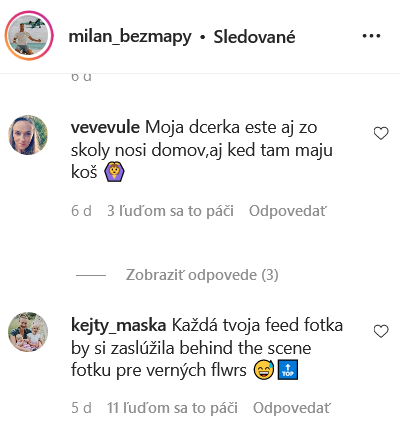 milan_bezmapy • Sledované
6 d
vevevule Moja dcerka este aj zo
skoly nosi domov,aj ked tam maju
koš 🙆‍♀️
6 d 3 ľuďom sa to páči Odpovedať
Zobraziť odpovede (3)
kejty_maska Každá tvoja feed fotka
by si zaslúžila behind the scene
fotku pre verných flwrs 😅🔝
5 d 11 ľuďom sa to páči Odpovedať